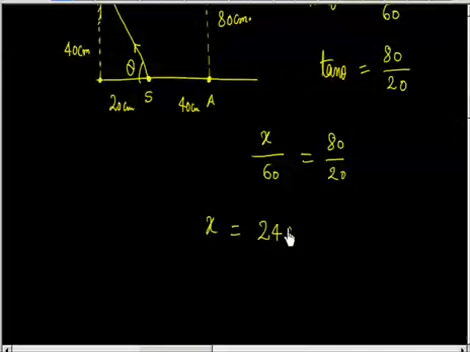 80cm.
60
40cm
θ
tanθ = 80/20
20cm S 40cm A
x/60 = 80/20
x = 24